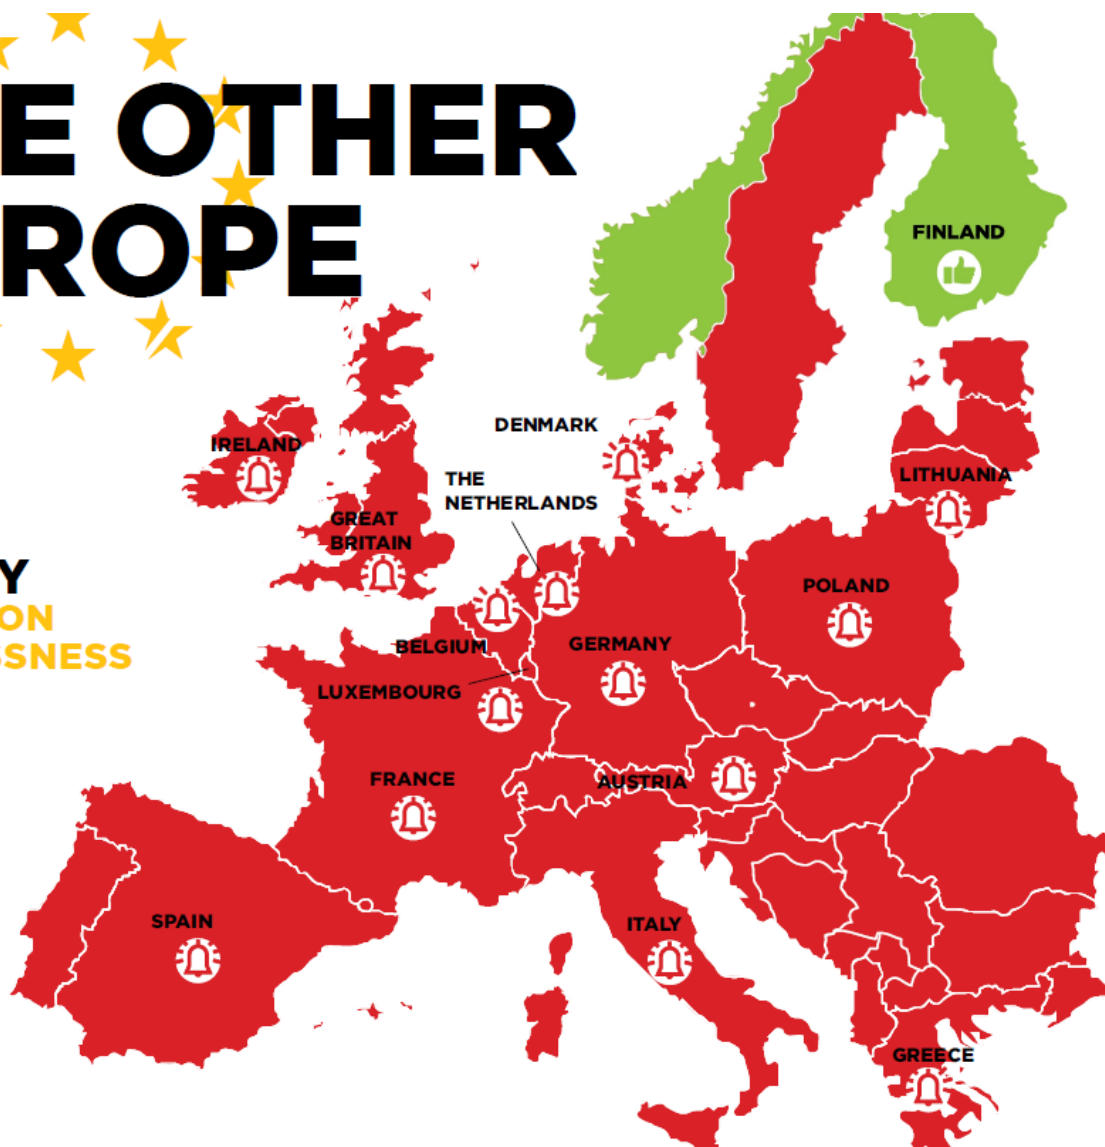 E OTHER
ROPE
FINLAND
IRELAND
DENMARK
THE
NETHERLANDS
LITHUANIA
GREAT
BRITAIN
Y
ON
SSNESS
POLAND
BELGIUM
GERMANY
LUXEMBOURG
FRANCE
AUSTRIA
SPAIN
ITALY
GREECE